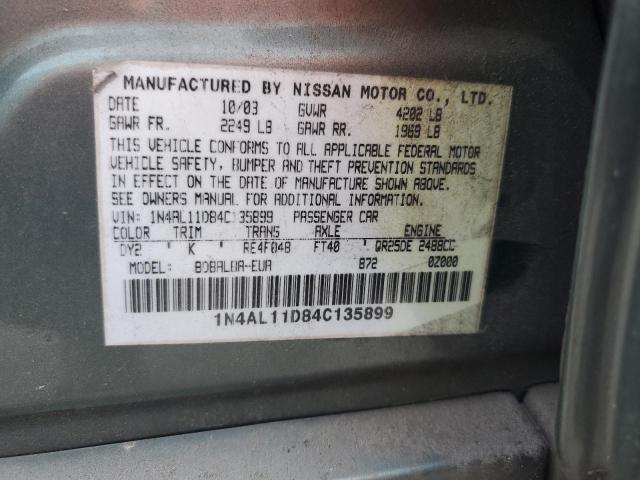 MANUFACTURED BY NISSAN MOTOR CO., LTD.
DATE 10/03 GVWR 4202 LB
GAWR FR. 2249 LB GAWR RR. 1989 LB
THIS VEHICLE CONFORMS TO ALL APPLICABLE FEDERAL MOTOR
VEHICLE SAFETY, BUMPER AND THEFT PREVENTION STANDARDS
IN EFFECT ON THE DATE OF MANUFACTURE SHOWN ABOVE.
SEE OWNERS MANUAL FOR ADDITIONAL INFORMATION.
VIN: 1N4AL11D84C135899 PASSENGER CAR
COLOR TRIM TRANS AXLE ENGINE
DY2 K RE4F04B FT40 QR25DE 2488CC
MODEL: BDBALBA-EUA 872 0Z000
1N4AL11D84C135899